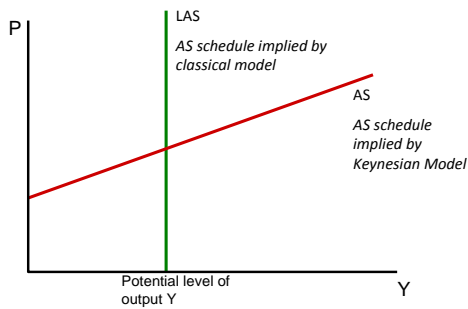 P
LAS
AS schedule implied by
classical model
AS
AS schedule
implied by
Keynesian Model
Potential level of
output Y
Y